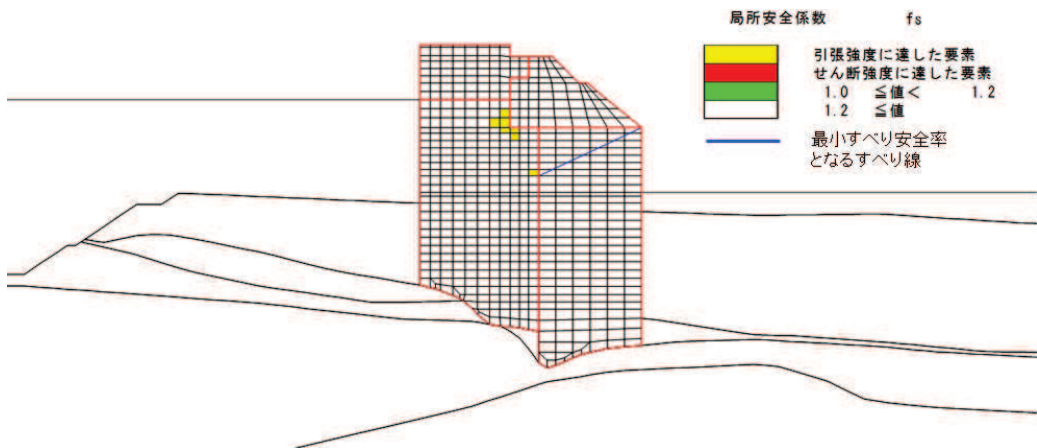 局所安全係数 fs
引張強度に達した要素
せん断強度に達した要素
1.0 ≦値< 1.2
1.2 ≦値
最小すべり安全率
となるすべり線